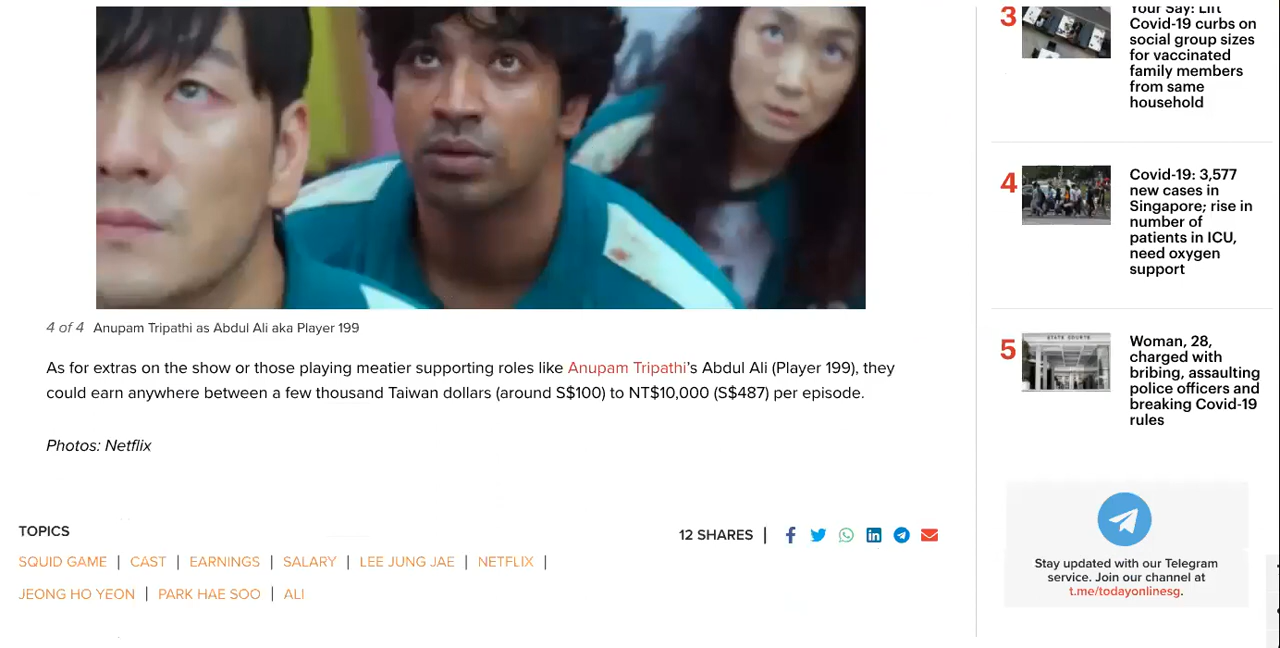 4 of 4 Anupam Tripathi as Abdul Ali aka Player 199
As for extras on the show or those playing meatier supporting roles like Anupam Tripathi's Abdul Ali (Player 199), they
could earn anywhere between a few thousand Taiwan dollars (around S$100) to NT$10,000 (S$487) per episode.
Photos: Netflix
TOPICS
SQUID GAME | CAST | EARNINGS | SALARY | LEE JUNG JAE | NETFLIX |
JEONG HO YEON | PARK HAE SOO | ALI
12 SHARES |
3
Your Say: Lift
Covid-19 curbs on
social group sizes
for vaccinated
family members
from same
household
4
Covid-19: 3,577
new cases in
Singapore; rise in
number of
patients in ICU,
need oxygen
support
5
STATE COURTS
Woman, 28,
charged with
bribing, assaulting
police officers and
breaking Covid-19
rules
Stay updated with our Telegram
service. Join our channel at
t.me/todayonlinesg.